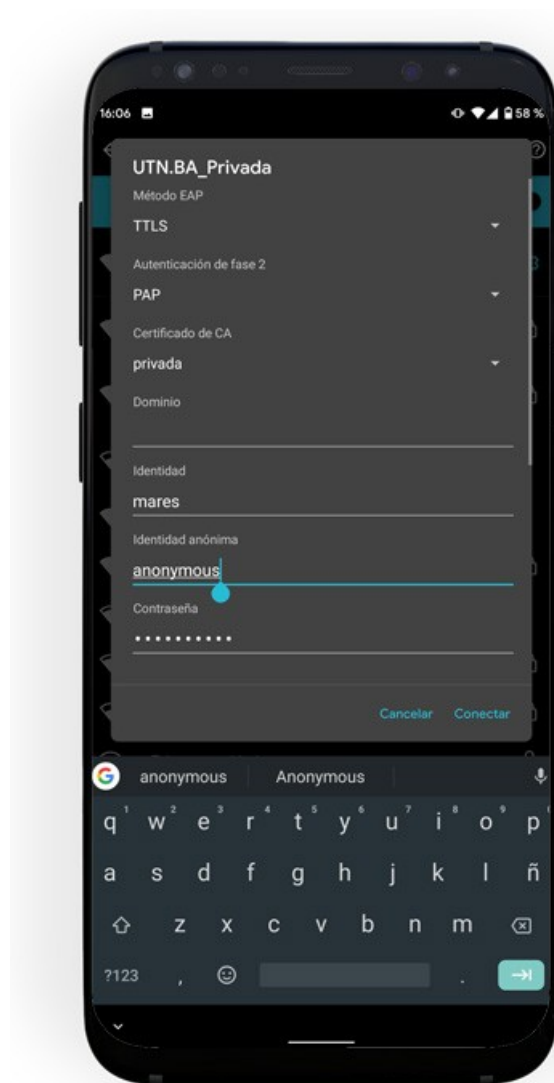 16:06
58 %
UTN.BA_Privada
Método EAP
TTLS
Autenticación de fase 2
PAP
Certificado de CA
privada
Dominio
Identidad
mares
Identidad anónima
anonymous
Contraseña
••••••••••
Cancelar Conectar
G anonymous Anonymous
q 1 w 2 e 3 r 4 t 5 y 6 u 7 i 8 o 9 p
a s d f g h j k l ñ
z x c v b n m
?123 , .